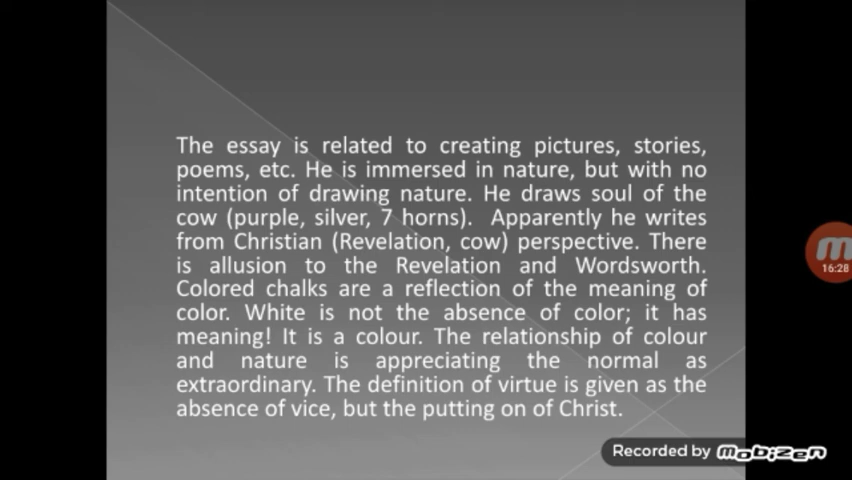 The essay is related to creating pictures, stories,
poems, etc. He is immersed in nature, but with no
intention of drawing nature. He draws soul of the
cow (purple, silver, 7 horns). Apparently he writes
from Christian (Revelation, cow) perspective. There
is allusion to the Revelation and Wordsworth.
Colored chalks are a reflection of the meaning of
color. White is not the absence of color; it has
meaning! It is a colour. The relationship of colour
and nature is appreciating the normal as
extraordinary. The definition of virtue is given as the
absence of vice, but the putting on of Christ.
m
16:28
Recorded by mobizen